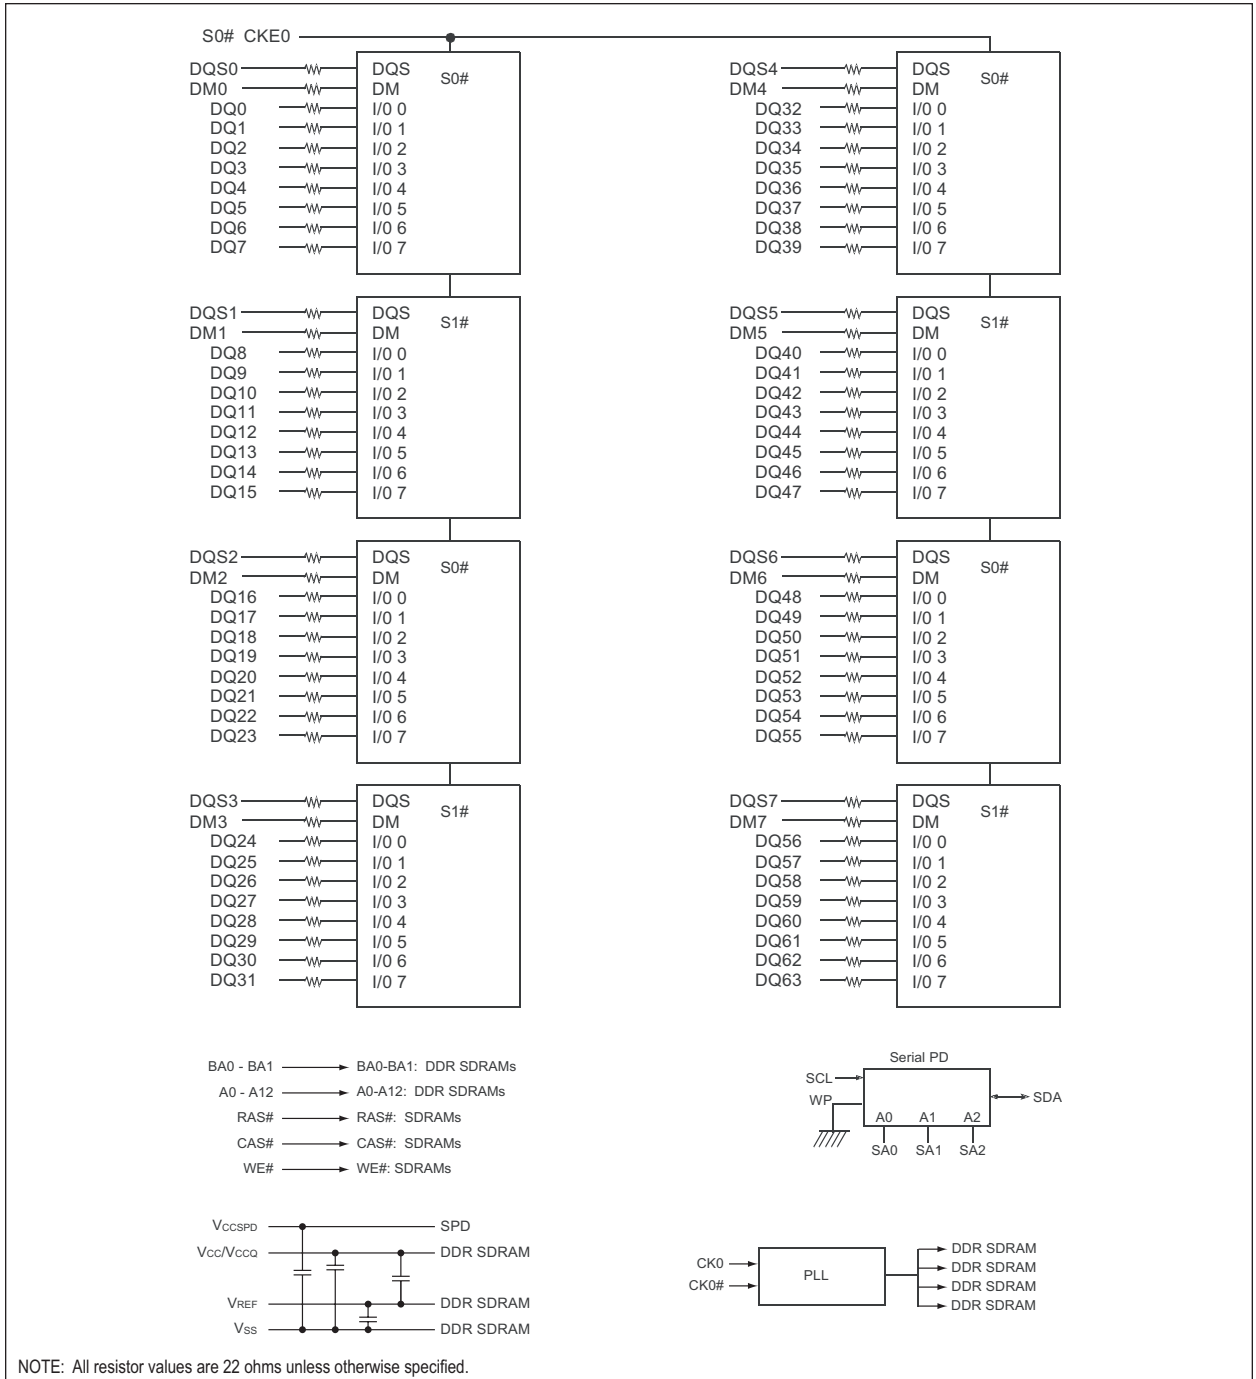 S0# CKE0
DQS0 DQS S0#
DM0 DM
DQ0 I/0 0
DQ1 I/0 1
DQ2 I/0 2
DQ3 I/0 3
DQ4 I/0 4
DQ5 I/0 5
DQ6 I/0 6
DQ7 I/0 7
DQS1 DQS S1#
DM1 DM
DQ8 I/0 0
DQ9 I/0 1
DQ10 I/0 2
DQ11 I/0 3
DQ12 I/0 4
DQ13 I/0 5
DQ14 I/0 6
DQ15 I/0 7
DQS2 DQS S0#
DM2 DM
DQ16 I/0 0
DQ17 I/0 1
DQ18 I/0 2
DQ19 I/0 3
DQ20 I/0 4
DQ21 I/0 5
DQ22 I/0 6
DQ23 I/0 7
DQS3 DQS S1#
DM3 DM
DQ24 I/0 0
DQ25 I/0 1
DQ26 I/0 2
DQ27 I/0 3
DQ28 I/0 4
DQ29 I/0 5
DQ30 I/0 6
DQ31 I/0 7
DQS4 DQS S0#
DM4 DM
DQ32 I/0 0
DQ33 I/0 1
DQ34 I/0 2
DQ35 I/0 3
DQ36 I/0 4
DQ37 I/0 5
DQ38 I/0 6
DQ39 I/0 7
DQS5 DQS S1#
DM5 DM
DQ40 I/0 0
DQ41 I/0 1
DQ42 I/0 2
DQ43 I/0 3
DQ44 I/0 4
DQ45 I/0 5
DQ46 I/0 6
DQ47 I/0 7
DQS6 DQS S0#
DM6 DM
DQ48 I/0 0
DQ49 I/0 1
DQ50 I/0 2
DQ51 I/0 3
DQ52 I/0 4
DQ53 I/0 5
DQ54 I/0 6
DQ55 I/0 7
DQS7 DQS S1#
DM7 DM
DQ56 I/0 0
DQ57 I/0 1
DQ58 I/0 2
DQ59 I/0 3
DQ60 I/0 4
DQ61 I/0 5
DQ62 I/0 6
DQ63 I/0 7
BA0 - BA1 BA0-BA1: DDR SDRAMs
A0 - A12 A0-A12: DDR SDRAMs
RAS# RAS#: SDRAMs
CAS# CAS#: SDRAMs
WE# WE#: SDRAMs
Serial PD
SCL
WP SDA
A0 A1 A2
SA0 SA1 SA2
VCCSPD SPD
VCC/VCCQ DDR SDRAM
VREF DDR SDRAM
VSS DDR SDRAM
CK0
CK0#
PLL
DDR SDRAM
DDR SDRAM
DDR SDRAM
DDR SDRAM
NOTE: All resistor values are 22 ohms unless otherwise specified.